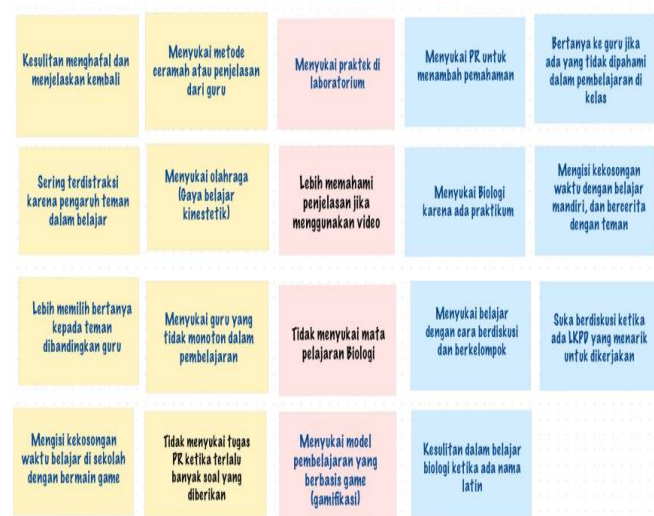 Kesulitan menghafal dan
menjelaskan kembali
Menyukai metode
ceramah atau penjelasan
dari guru
Menyukai praktek di
laboratorium
Menyukai PR untuk
menambah pemahaman
Bertanya ke guru jika
ada yang tidak dipahami
dalam pembelajaran di
kelas
Sering terdistraksi
karena pengaruh teman
dalam belajar
Menyukai olahraga
(Gaya belajar
kinestetik)
Lebih memahami
penjelasan jika
menggunakan video
Menyukai Biologi
karena ada praktikum
Mengisi kekosongan
waktu dengan belajar
mandiri, dan bercerita
dengan teman
Lebih memilih bertanya
kepada teman
dibandingkan guru
Menyukai guru yang
tidak monoton dalam
pembelajaran
Tidak menyukai mata
pelajaran Biologi
Menyukai belajar
dengan cara berdiskusi
dan berkelompok
Suka berdiskusi ketika
ada LKPD yang menarik
untuk dikerjakan
Mengisi kekosongan
waktu belajar di sekolah
dengan bermain game
Tidak menyukai tugas
PR ketika terlalu
banyak soal yang
diberikan
Menyukai model
pembelajaran yang
berbasis game
(gamifikasi)
Kesulitan dalam belajar
biologi ketika ada nama
latin